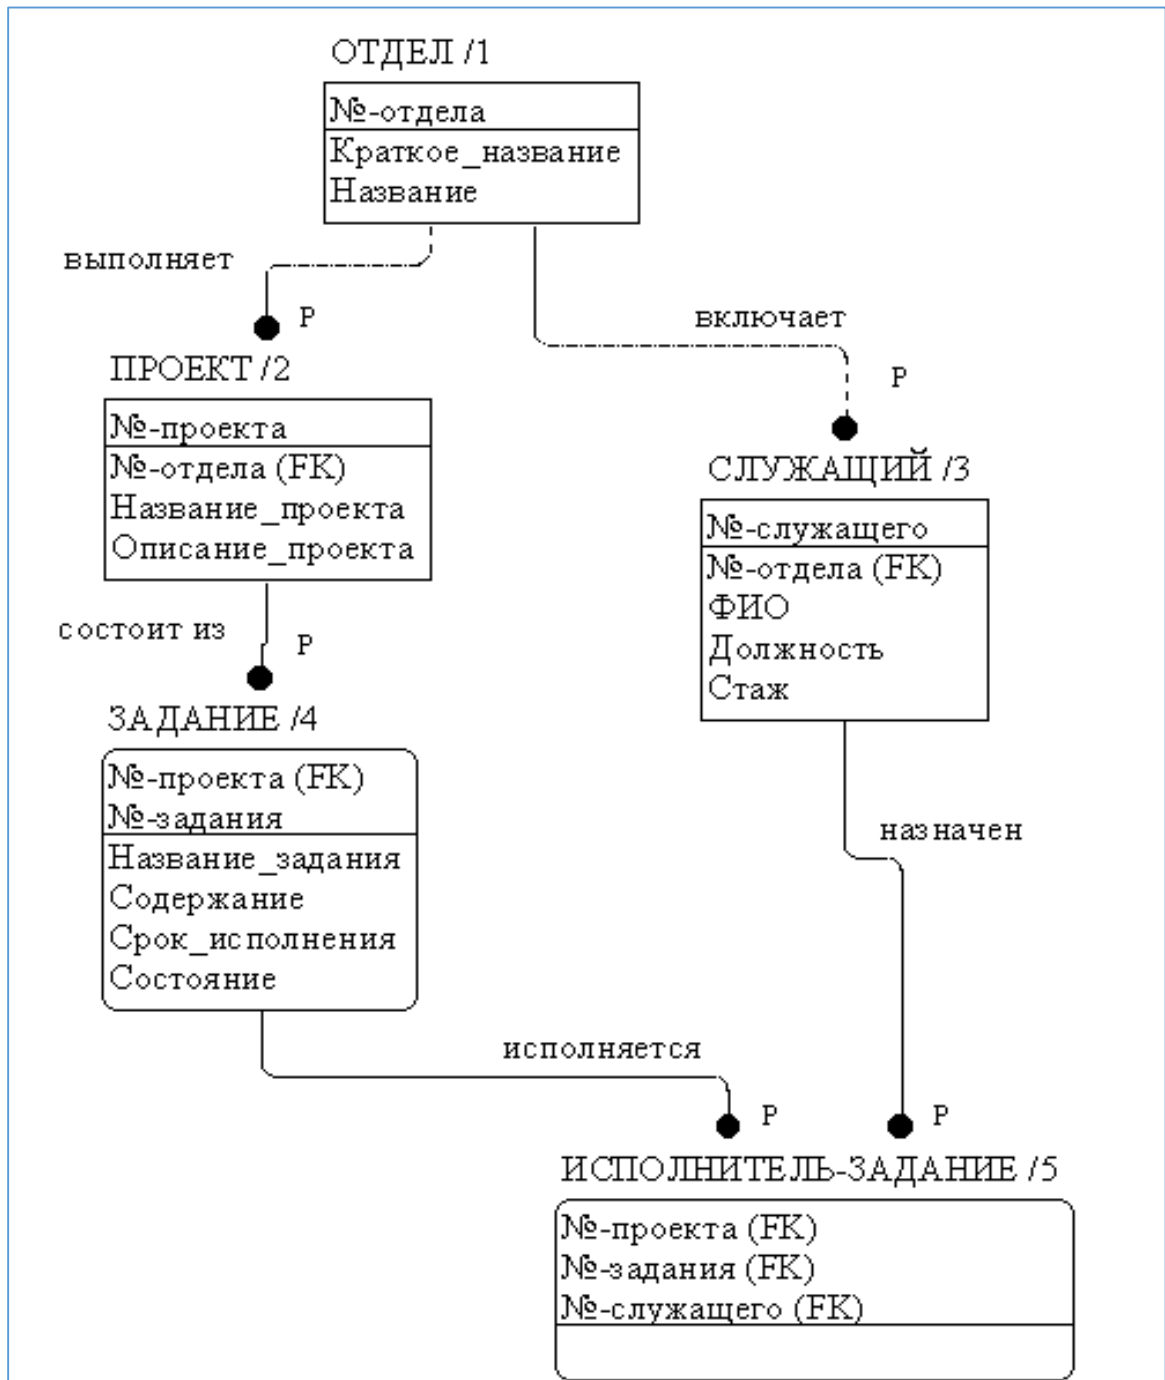 ОТДЕЛ /1
№-отдела
Краткое_название
Название
выполняет
P
включает
P
ПРОЕКТ /2
№-проекта
№-отдела (FK)
Название_проекта
Описание_проекта
СЛУЖАЩИЙ /3
№-служащего
№-отдела (FK)
ФИО
Должность
Стаж
состоит из
P
ЗАДАНИЕ /4
№-проекта (FK)
№-задания
Название_задания
Содержание
Срок_исполнения
Состояние
назначен
исполняется
P
P
ИСПОЛНИТЕЛЬ-ЗАДАНИЕ /5
№-проекта (FK)
№-задания (FK)
№-служащего (FK)